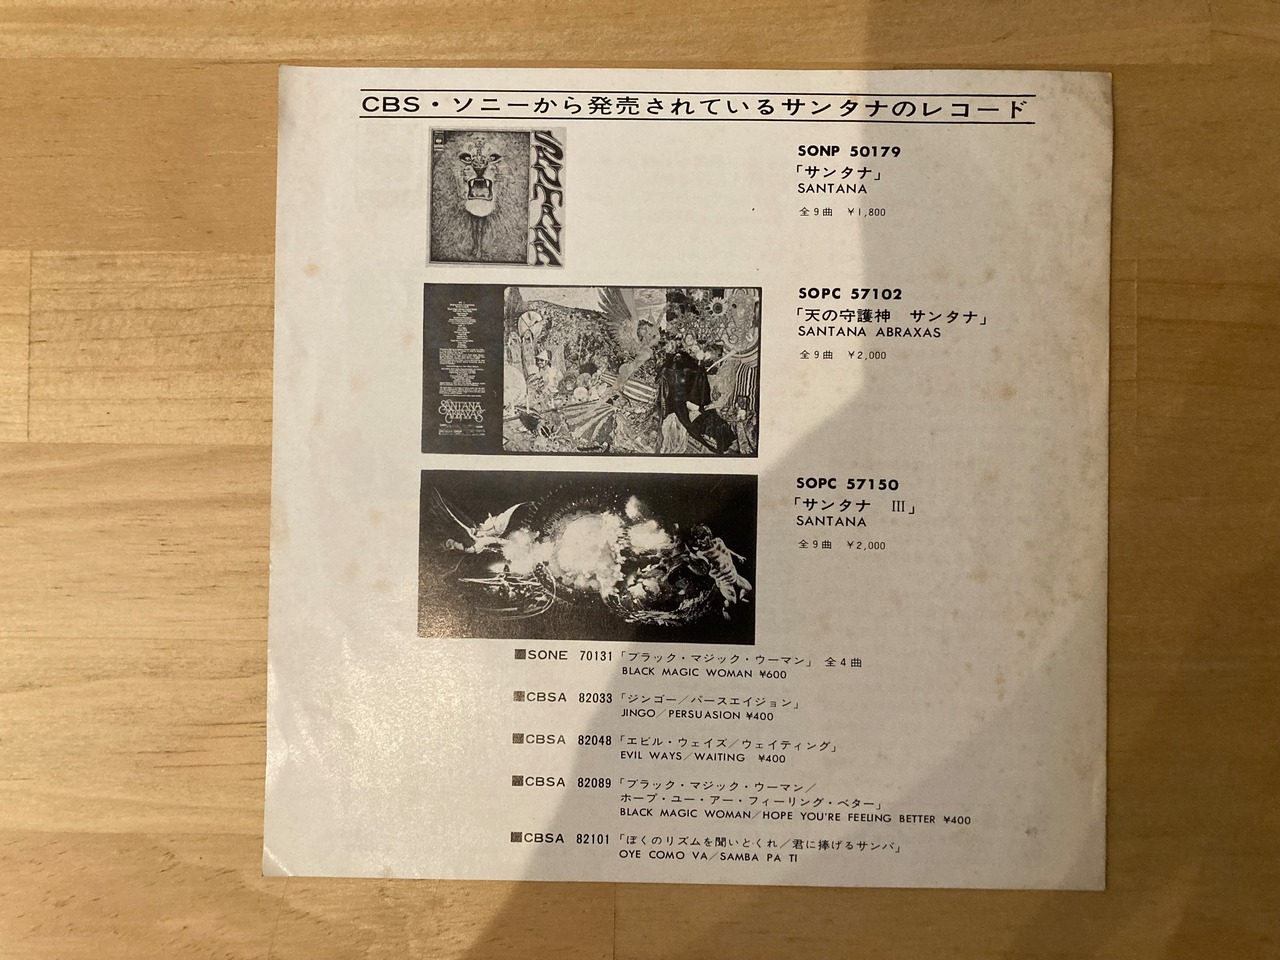 CBS・ソニーから発売されているサンタナのレコード
SANTANA
SONP 50179
「サンタナ」
SANTANA
全9曲 ¥1,800
SANTANA
ABRAXAS
SOPC 57102
「天の守護神 サンタナ」
SANTANA ABRAXAS
全9曲 ¥2,000
SOPC 57150
「サンタナ Ⅲ」
SANTANA
全9曲 ¥2,000
SONE 70131「ブラック・マジック・ウーマン」 全4曲
BLACK MAGIC WOMAN ¥600
CBSA 82033「ジンゴー/パースエイジョン」
JINGO/PERSUASION ¥400
CBSA 82048「エビル・ウェイズ/ウェイティング」
EVIL WAYS/WAITING ¥400
CBSA 82089「ブラック・マジック・ウーマン/
ホープ・ユー・アー・フィーリング・ベター」
BLACK MAGIC WOMAN/HOPE YOU'RE FEELING BETTER ¥400
CBSA 82101「ぼくのリズムを聞いとくれ/君に捧げるサンバ」
OYE COMO VA/SAMBA PA TI